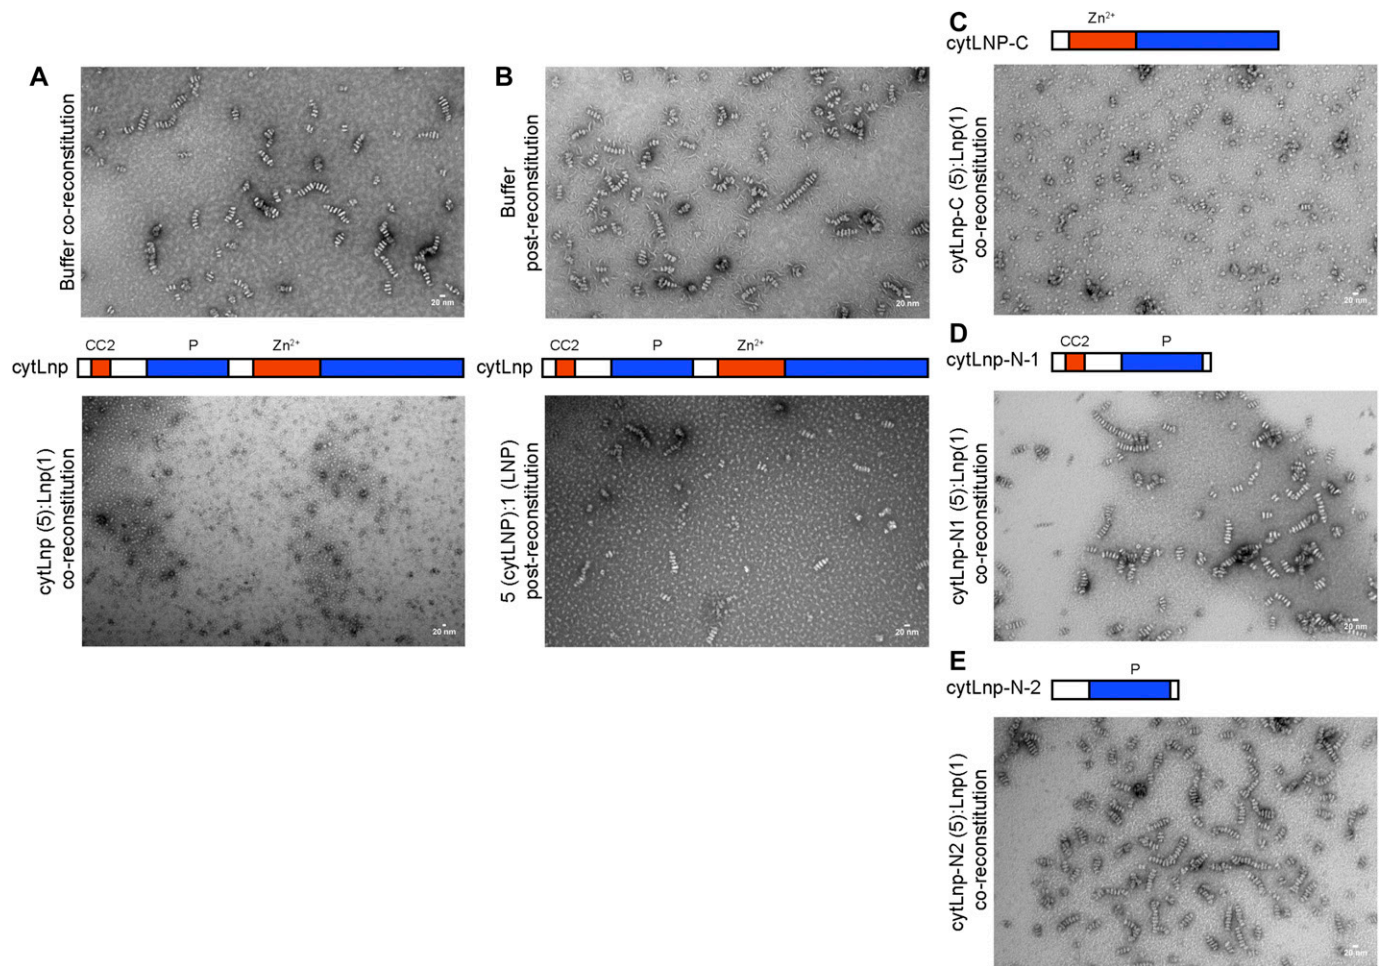 A
Buffer co-reconstitution
20 nm
CC2 P Zn²⁺
cytLnp
cytLnp (5):Lnp(1)
co-reconstitution
20 nm
B
Buffer
post-reconstitution
20 nm
CC2 P Zn²⁺
cytLnp
5 (cytLNP):1 (LNP)
post-reconstitution
20 nm
C
Zn²⁺
cytLNP-C
cytLnp-C (5):Lnp(1)
co-reconstitution
20 nm
D
CC2 P
cytLnp-N-1
cytLnp-N1 (5):Lnp(1)
co-reconstitution
20 nm
E
P
cytLnp-N-2
cytLnp-N2 (5):Lnp(1)
co-reconstitution
20 nm